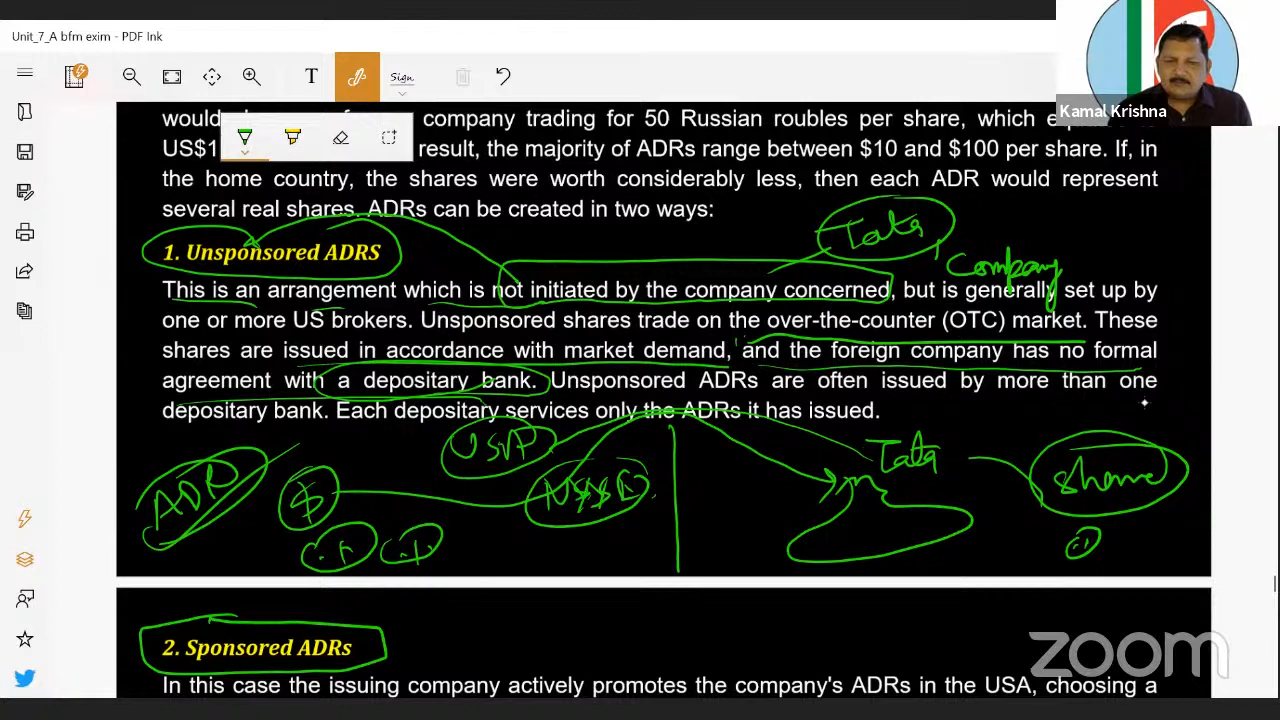 Unit_7_A bfm exim - PDF Ink
T
Sign
Kamal Krishna
would company trading for 50 Russian roubles per share, which
US$1 result, the majority of ADRs range between $10 and $100 per share. If, in
the home country, the shares were worth considerably less, then each ADR would represent
several real shares. ADRs can be created in two ways:
Tata
1. Unsponsored ADRS
Company
This is an arrangement which is not initiated by the company concerned, but is generally set up by
one or more US brokers. Unsponsored shares trade on the over-the-counter (OTC) market. These
shares are issued in accordance with market demand, and the foreign company has no formal
agreement with a depositary bank. Unsponsored ADRs are often issued by more than one
depositary bank. Each depositary services only the ADRs it has issued.
Tata
ADR $ share
2. Sponsored ADRs
zoom
In this case the issuing company actively promotes the company's ADRs in the USA, choosing a